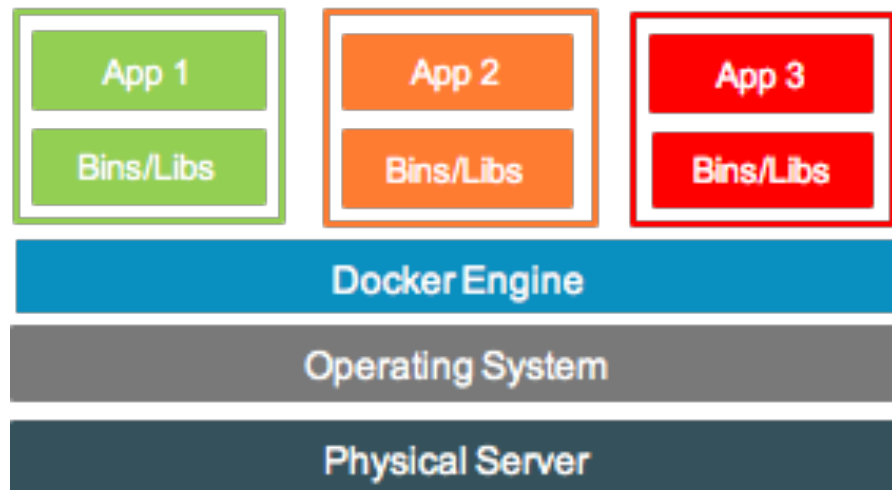 App 1
App 2
App 3
Bins/Libs
Bins/Libs
Bins/Libs
Docker Engine
Operating System
Physical Server